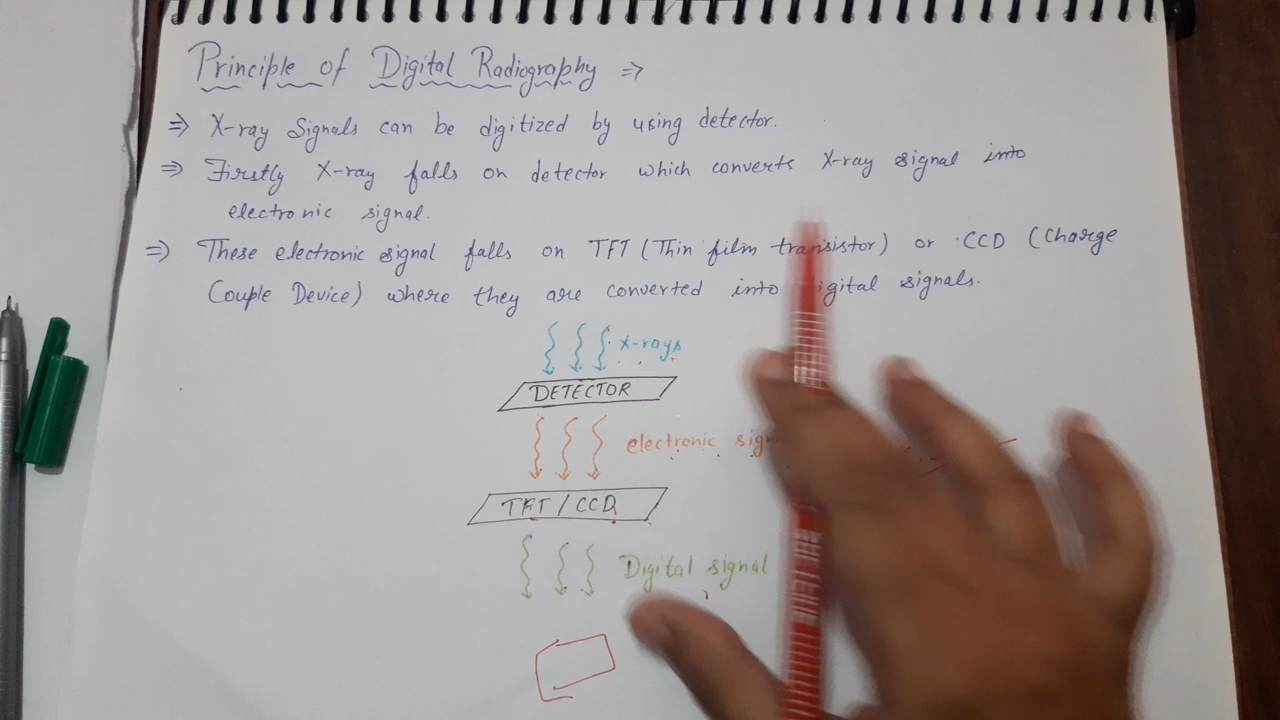 Principle of Digital Radiography ⇒
⇒ X-ray Signals can be digitized by using detector.
⇒ Firstly X-ray falls on detector which converts X-ray signal into
electronic signal.
⇒ These electronic signal falls on TFT (Thin film transistor) or CCD (Charge
Couple Device) where they are converted into digital signals.
X-rays
DETECTOR
electronic
TFT / CCD
Digital signal